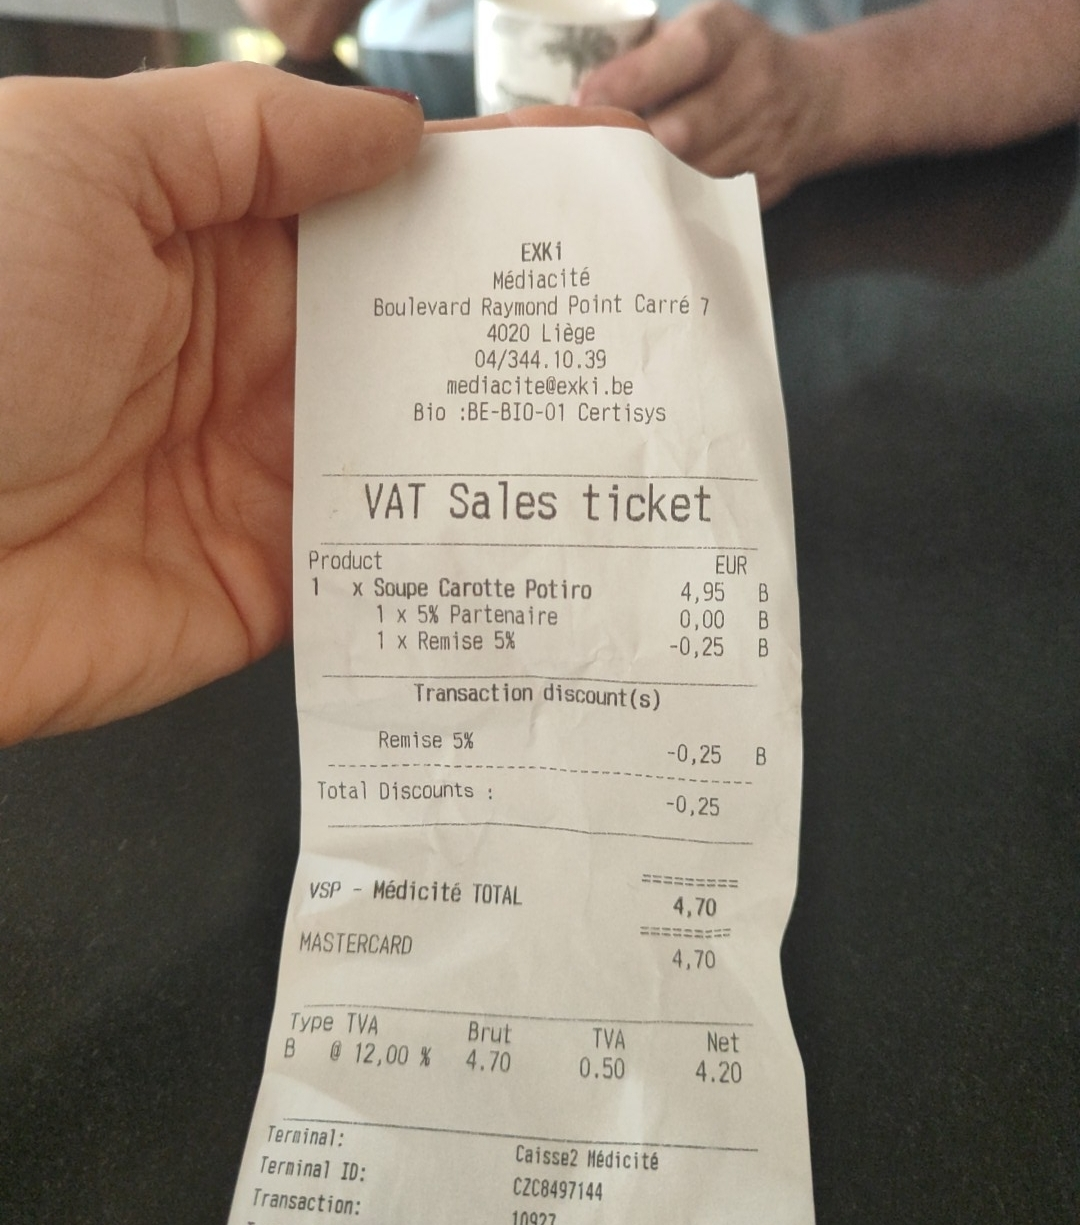 EXKi
Médiacité
Boulevard Raymond Point Carré 7
4020 Liège
04/344.10.39
mediacite@exki.be
Bio :BE-BIO-01 Certisys
VAT Sales ticket
Product EUR
1 x Soupe Carotte Potiro 4,95 B
1 x 5% Partenaire 0,00 B
1 x Remise 5% -0,25 B
Transaction discount(s)
Remise 5% -0,25 B
Total Discounts : -0,25
=========
VSP - Médicité TOTAL 4,70
=========
MASTERCARD 4,70
Type TVA Brut TVA Net
B @ 12,00 % 4.70 0.50 4.20
Terminal: Caisse2 Médicité
Terminal ID: CZC8497144
Transaction: 10927